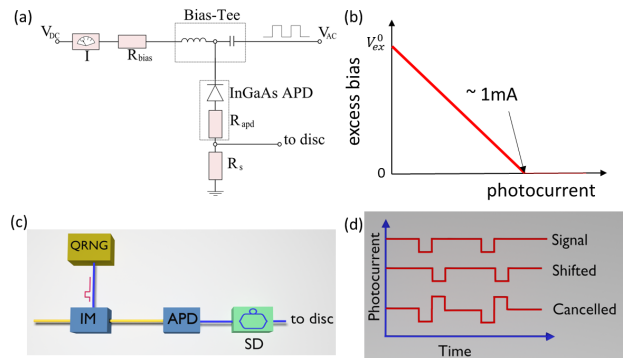 (a)
Bias-Tee
V_DC
V_AC
I
R_bias
InGaAs APD
R_apd
to disc
R_s
(b)
V_ex^0
excess bias
~ 1mA
0
photocurrent
(c)
QRNG
IM
APD
SD
to disc
(d)
Photocurrent
Signal
Shifted
Cancelled
Time